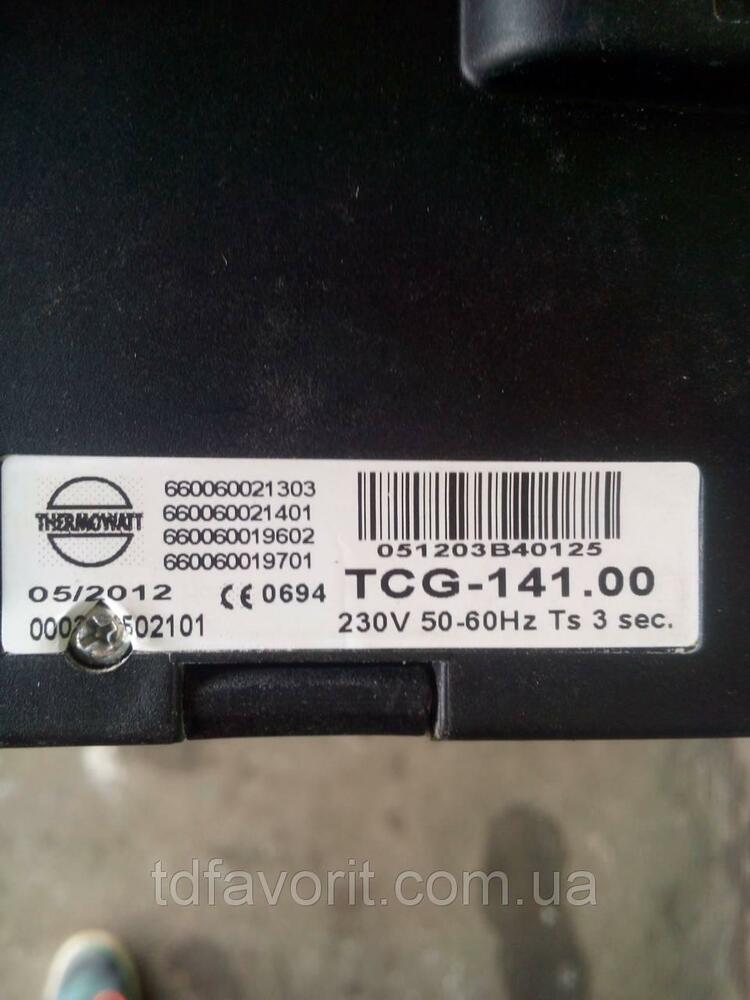 THERMOWATT
660060021303
660060021401
660060019602
660060019701
05/2012
CE 0694
051203B40125
TCG-141.00
230V 50-60Hz Ts 3 sec.
tdfavorit.com.ua